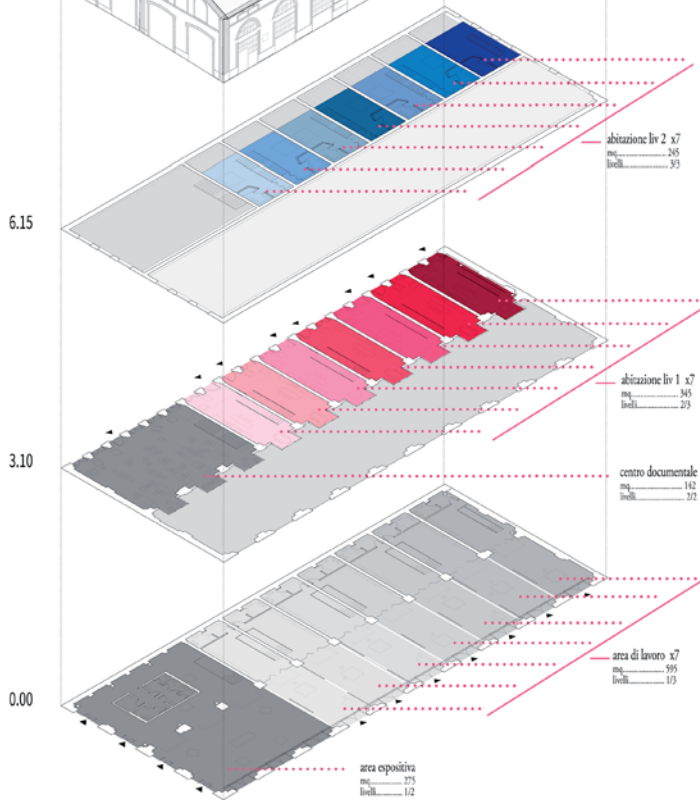 abitazione liv 2 x7
mq..................... 245
livelli..................... 3/3
6.15
abitazione liv 1 x7
mq..................... 345
livelli..................... 2/3
3.10
centro documentale
mq..................... 142
livelli..................... 2/2
area di lavoro x7
mq..................... 595
livelli..................... 1/3
0.00
area espositiva
mq..................... 275
livelli..................... 1/2